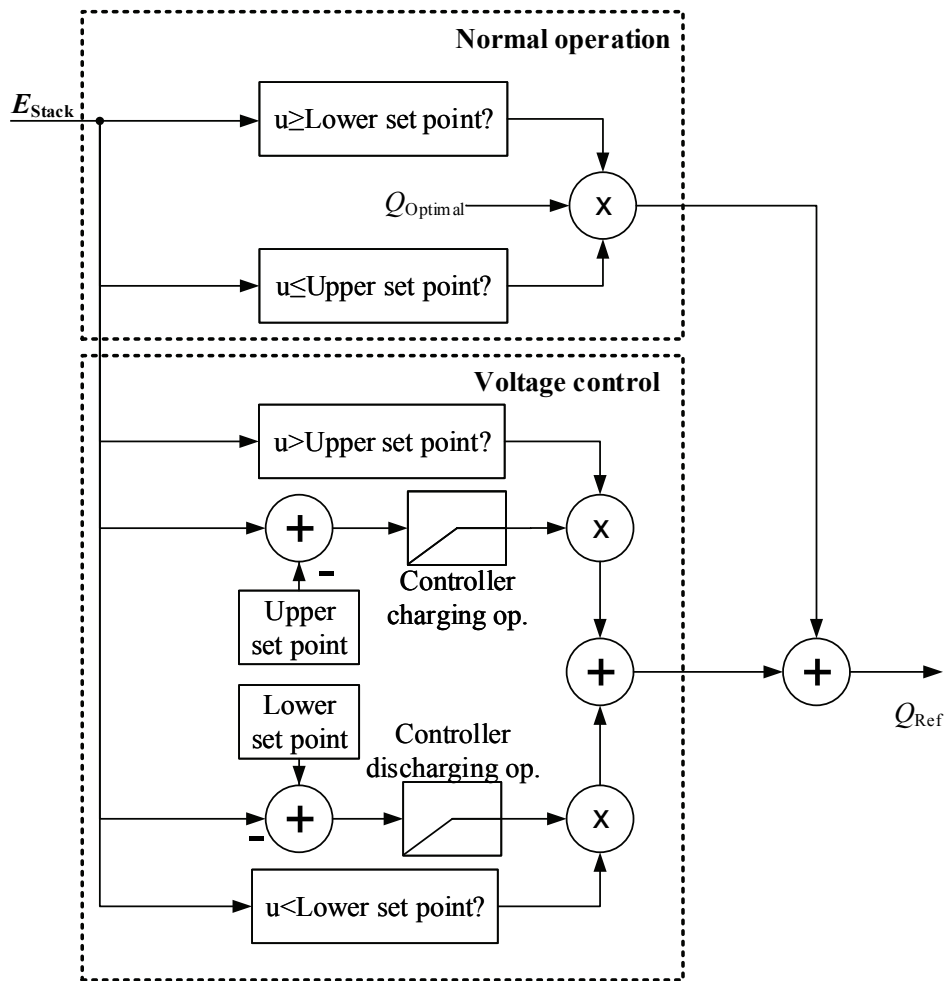 Normal operation
E_Stack
u≥Lower set point?
Q_Optimal
x
u≤Upper set point?
Voltage control
u>Upper set point?
+
x
-
Controller
charging op.
Upper
set point
+
+
Q_Ref
Lower
set point
Controller
discharging op.
+
x
-
u<Lower set point?